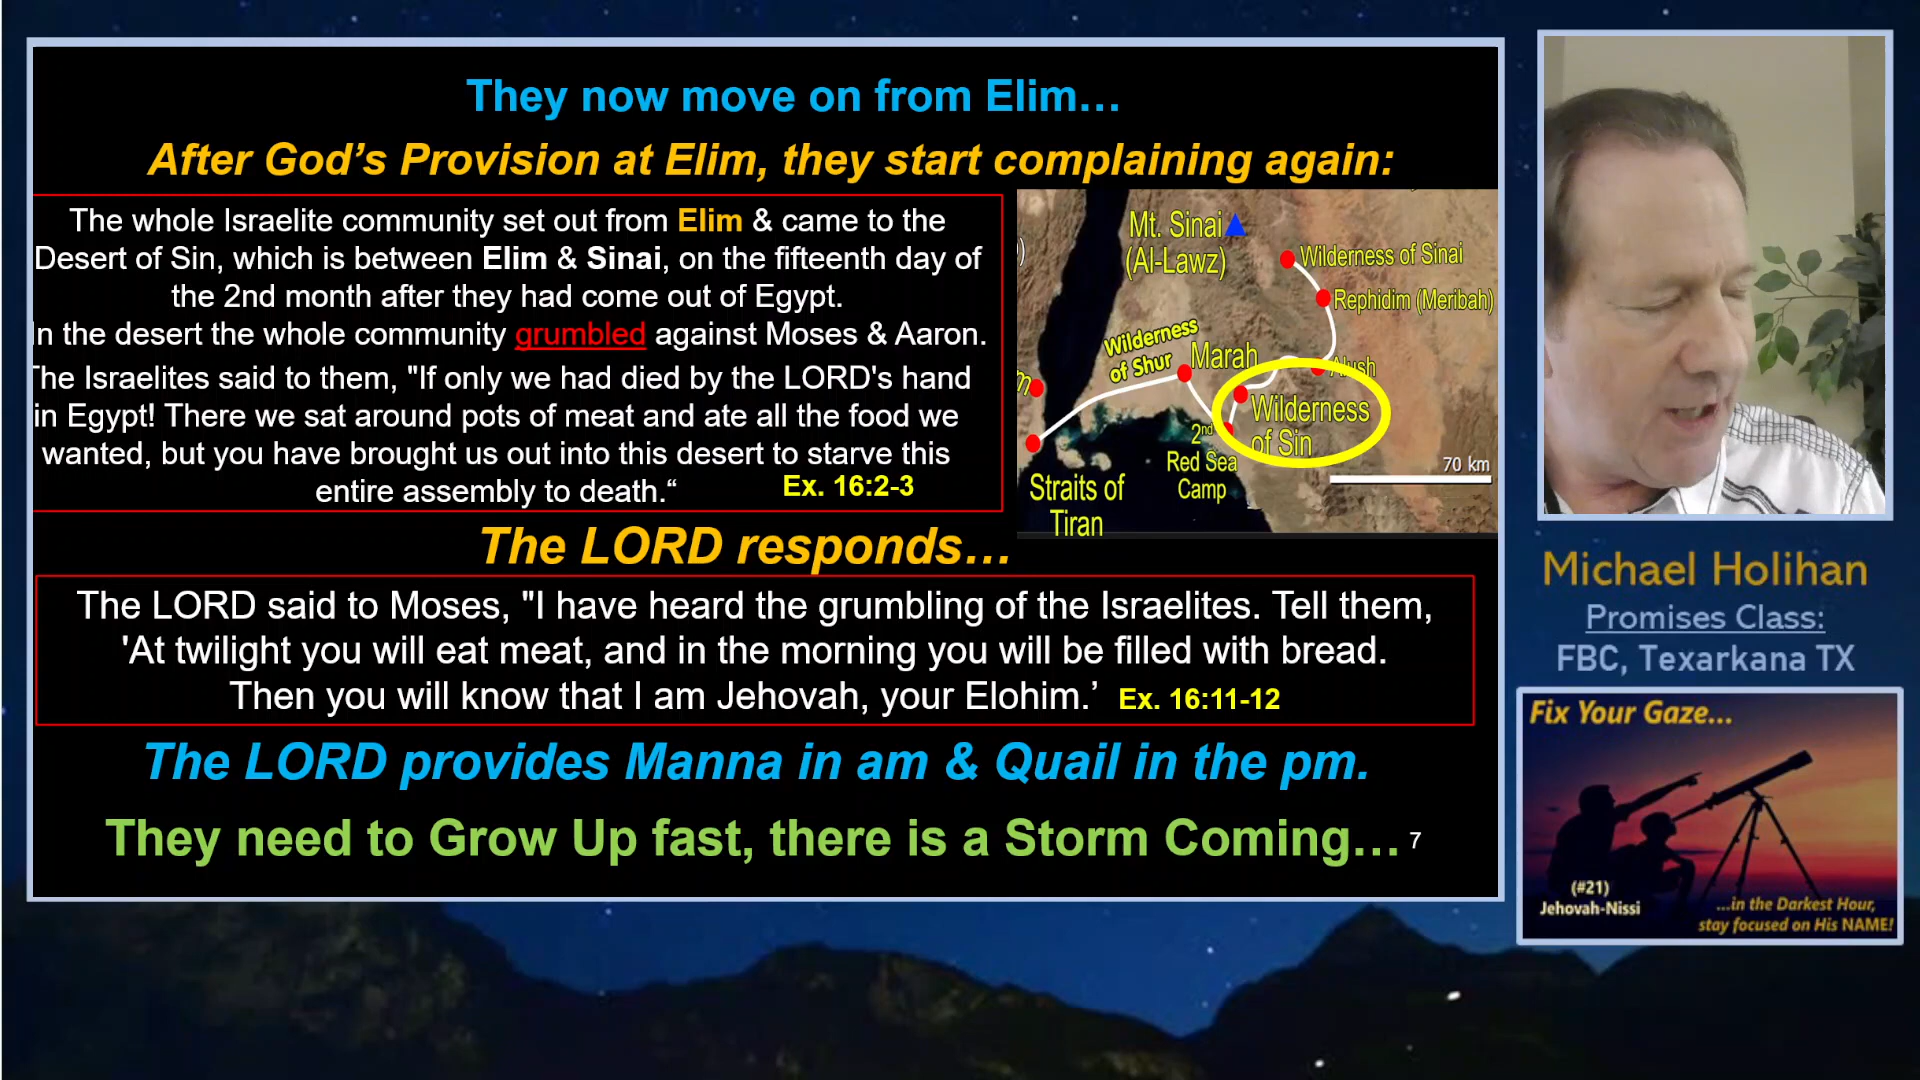 They now move on from Elim…
After God’s Provision at Elim, they start complaining again:
The whole Israelite community set out from Elim & came to the
Desert of Sin, which is between Elim & Sinai, on the fifteenth day of
the 2nd month after they had come out of Egypt.
In the desert the whole community grumbled against Moses & Aaron.
The Israelites said to them, "If only we had died by the LORD's hand
in Egypt! There we sat around pots of meat and ate all the food we
wanted, but you have brought us out into this desert to starve this
entire assembly to death.“ Ex. 16:2-3
Mt. Sinai
(Al-Lawz)
Wilderness of Sinai
Rephidim (Meribah)
Wilderness
of Shur
Marah
Alush
Wilderness
of Sin
2nd
Red Sea
Camp
70 km
Straits of
Tiran
The LORD responds…
The LORD said to Moses, "I have heard the grumbling of the Israelites. Tell them,
'At twilight you will eat meat, and in the morning you will be filled with bread.
Then you will know that I am Jehovah, your Elohim.’ Ex. 16:11-12
The LORD provides Manna in am & Quail in the pm.
They need to Grow Up fast, there is a Storm Coming… 7
Michael Holihan
Promises Class:
FBC, Texarkana TX
Fix Your Gaze...
(#21)
Jehovah-Nissi
...in the Darkest Hour,
stay focused on His NAME!